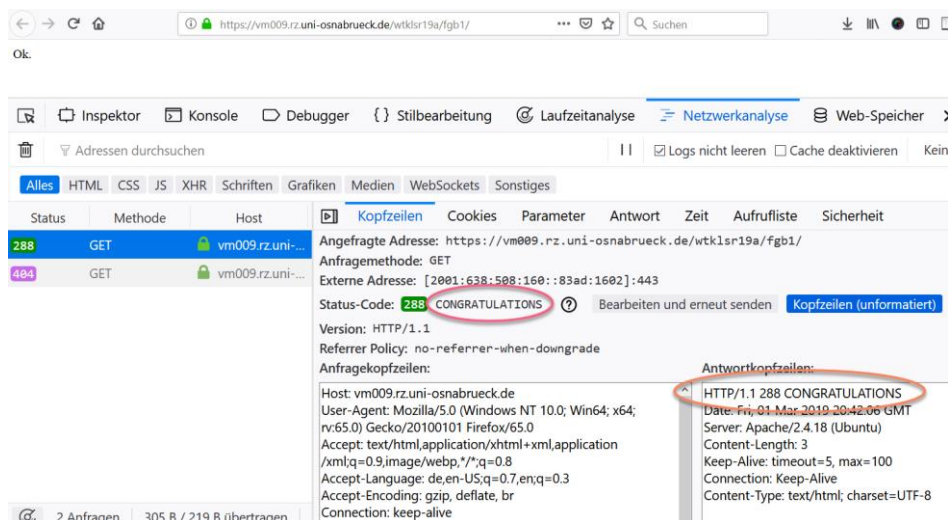 https://vm009.rz.uni-osnabrueck.de/wtklsr19a/fgb1/ ... Suchen
Ok.
Inspektor Konsole Debugger {} Stilbearbeitung Laufzeitanalyse Netzwerkanalyse Web-Speicher
Adressen durchsuchen Logs nicht leeren Cache deaktivieren Kein
Alles HTML CSS JS XHR Schriften Grafiken Medien WebSockets Sonstiges
Status Methode Host
288 GET vm009.rz.uni-...
404 GET vm009.rz.uni-...
Kopfzeilen Cookies Parameter Antwort Zeit Aufrufliste Sicherheit
Angefragte Adresse: https://vm009.rz.uni-osnabrueck.de/wtklsr19a/fgb1/
Anfragemethode: GET
Externe Adresse: [2001:638:508:160::83ad:1602]:443
Status-Code: 288 CONGRATULATIONS ? Bearbeiten und erneut senden Kopfzeilen (unformatiert)
Version: HTTP/1.1
Referrer Policy: no-referrer-when-downgrade
Anfragekopfzeilen:
Host: vm009.rz.uni-osnabrueck.de
User-Agent: Mozilla/5.0 (Windows NT 10.0; Win64; x64;
rv:65.0) Gecko/20100101 Firefox/65.0
Accept: text/html,application/xhtml+xml,application
/xml;q=0.9,image/webp,*/*;q=0.8
Accept-Language: de,en-US;q=0.7,en;q=0.3
Accept-Encoding: gzip, deflate, br
Connection: keep-alive
Antwortkopfzeilen:
HTTP/1.1 288 CONGRATULATIONS
Date: Fri, 01 Mar 2019 20:42:06 GMT
Server: Apache/2.4.18 (Ubuntu)
Content-Length: 3
Keep-Alive: timeout=5, max=100
Connection: Keep-Alive
Content-Type: text/html; charset=UTF-8
2 Anfragen 305 B / 219 B übertragen